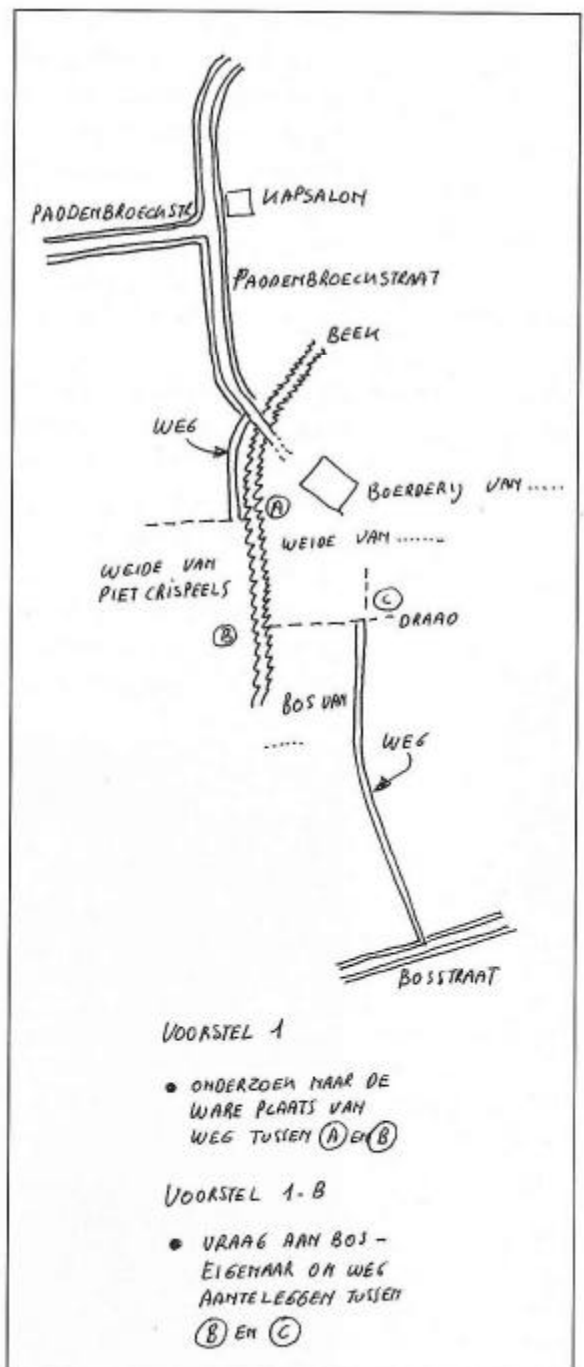 PADDENBROECKSTR
KAPSALON
PADDENBROECKSTRAAT
BEEK
WEG
A
BOERDERIJ VAN .....
WEIDE VAN .......
WEIDE VAN
PIET CRISPEELS
C
B
DRAAD
BOS VAN
.....
WEG
BOSSTRAAT
VOORSTEL 1
• ONDERZOEK NAAR DE
WARE PLAATS VAN
WEG TUSSEN A EN B
VOORSTEL 1-B
• VRAAG AAN BOS-
EIGENAAR OM WEG
AANTELEGGEN TUSSEN
B EN C